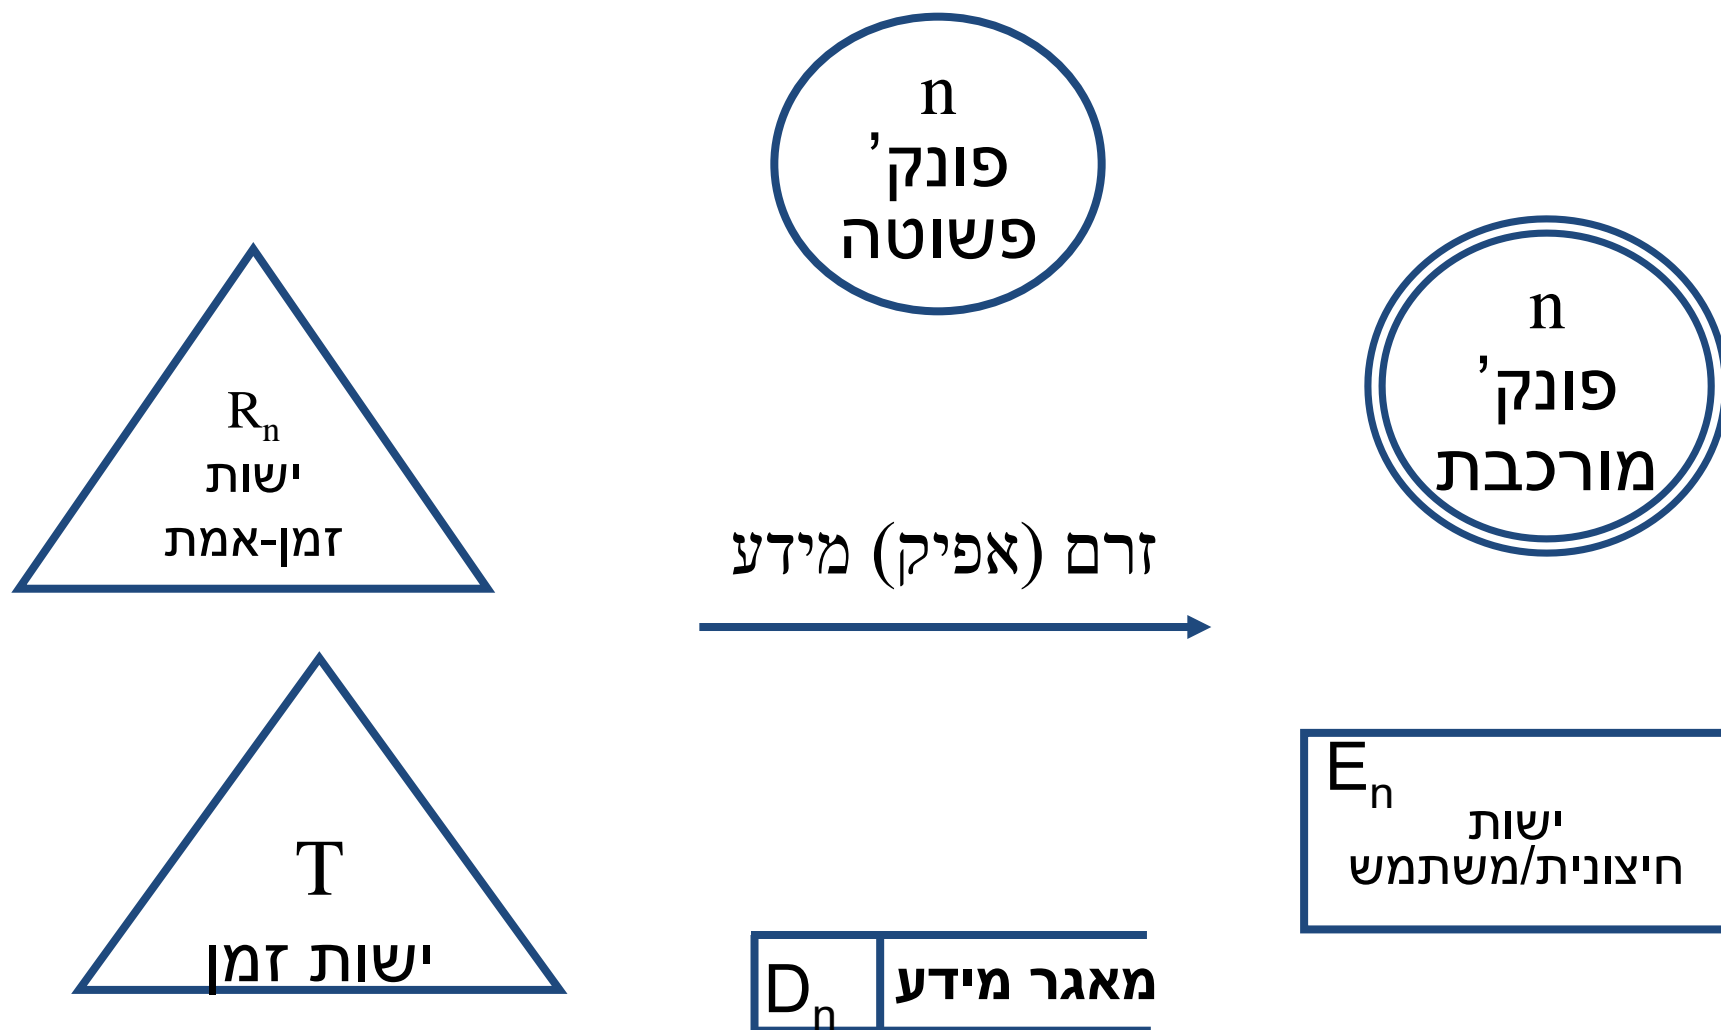 n
פונק'
פשוטה
n
פונק'
מורכבת
Rn
ישות
זמן-אמת
זרם (אפיק) מידע
T
ישות זמן
En
ישות
חיצונית/משתמש
Dn מאגר מידע